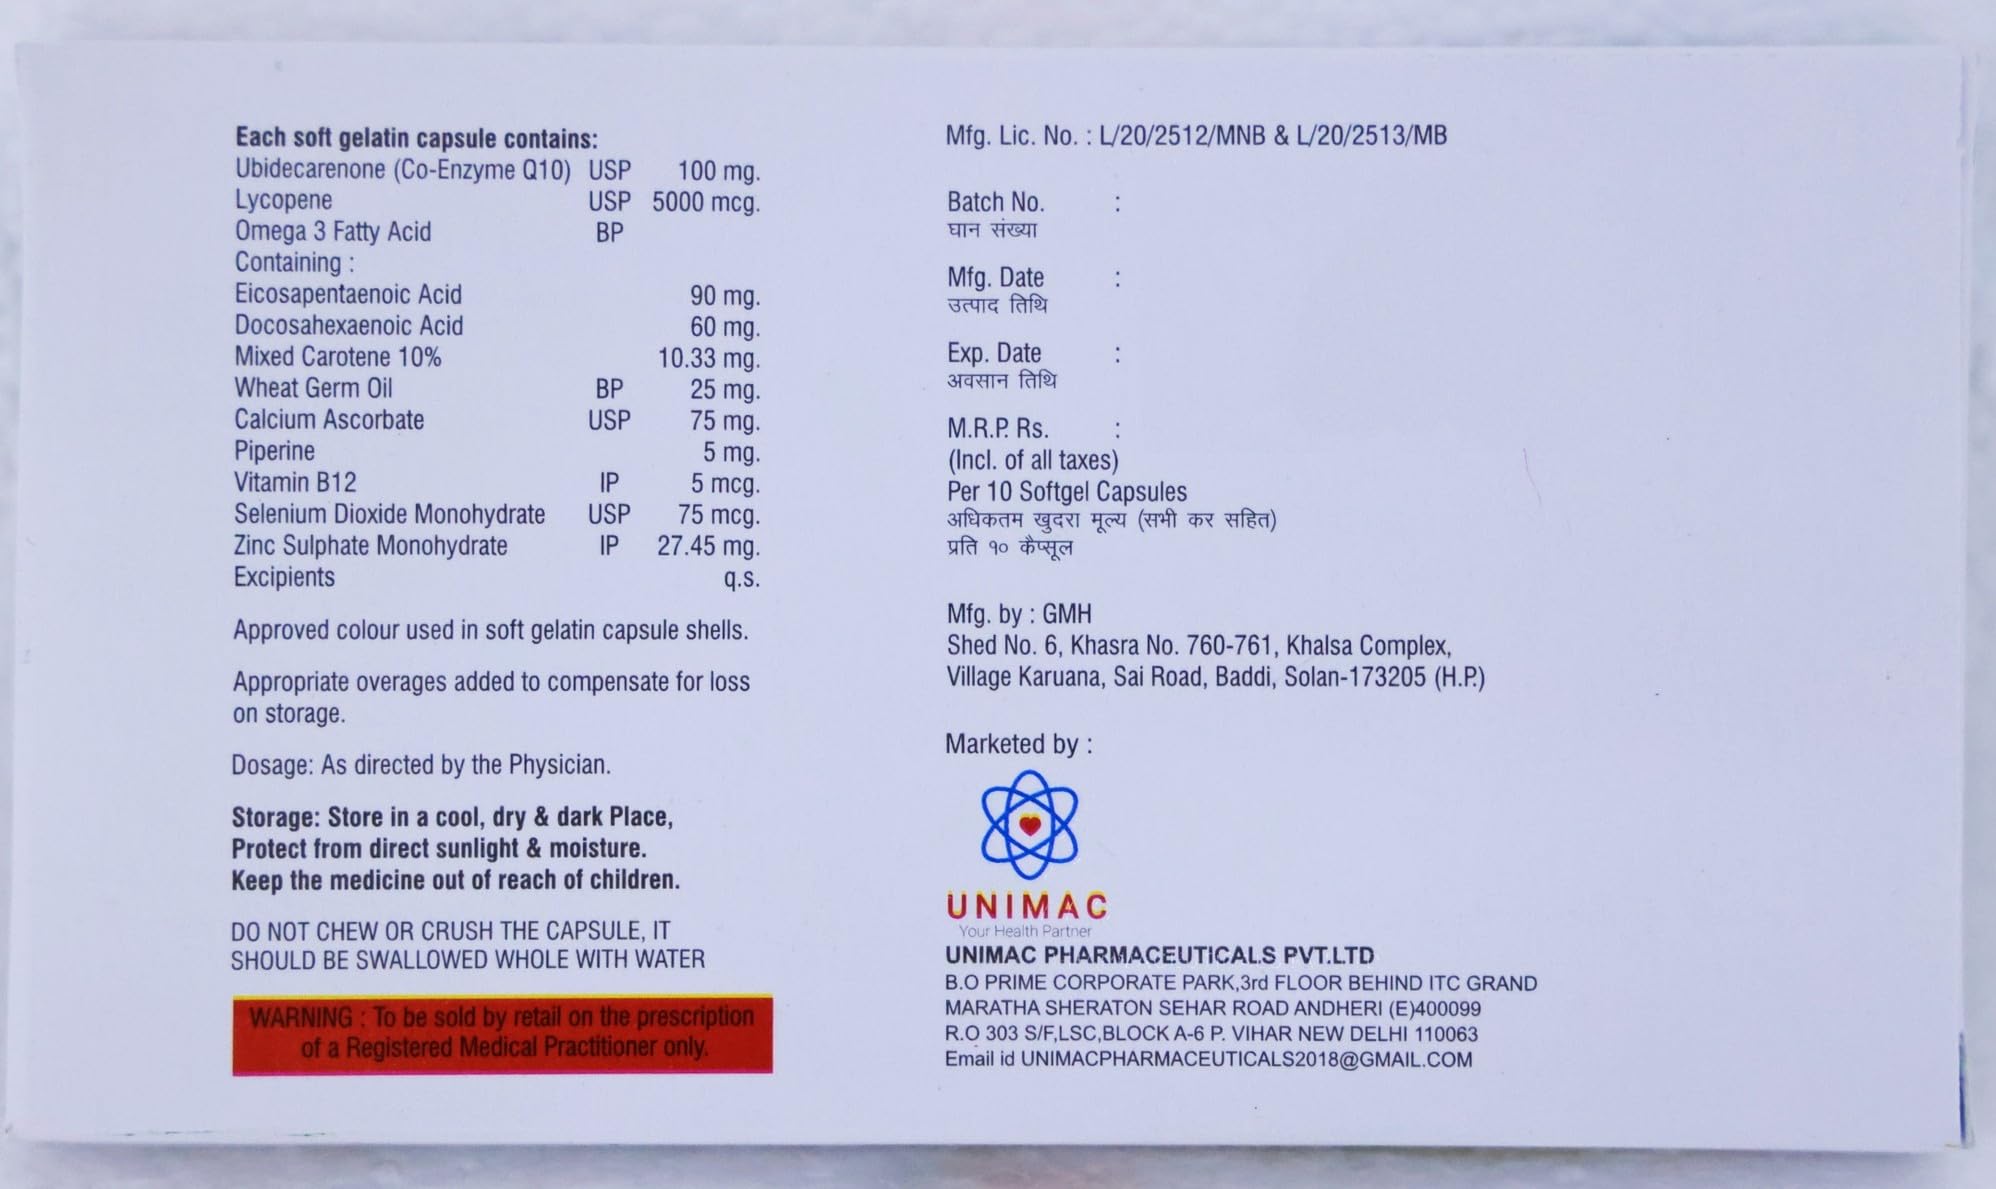 Each soft gelatin capsule contains:
Ubidecarenone (Co-Enzyme Q10) USP 100 mg.
Lycopene USP 5000 mcg.
Omega 3 Fatty Acid BP
Containing :
Eicosapentaenoic Acid 90 mg.
Docosahexaenoic Acid 60 mg.
Mixed Carotene 10% 10.33 mg.
Wheat Germ Oil BP 25 mg.
Calcium Ascorbate USP 75 mg.
Piperine 5 mg.
Vitamin B12 IP 5 mcg.
Selenium Dioxide Monohydrate USP 75 mcg.
Zinc Sulphate Monohydrate IP 27.45 mg.
Excipients q.s.
Approved colour used in soft gelatin capsule shells.
Appropriate overages added to compensate for loss
on storage.
Dosage: As directed by the Physician.
Storage: Store in a cool, dry & dark Place,
Protect from direct sunlight & moisture.
Keep the medicine out of reach of children.
DO NOT CHEW OR CRUSH THE CAPSULE, IT
SHOULD BE SWALLOWED WHOLE WITH WATER
WARNING : To be sold by retail on the prescription
of a Registered Medical Practitioner only.
Mfg. Lic. No. : L/20/2512/MNB & L/20/2513/MB
Batch No. :
घान संख्या
Mfg. Date :
उत्पाद तिथि
Exp. Date :
अवसान तिथि
M.R.P. Rs. :
(Incl. of all taxes)
Per 10 Softgel Capsules
अधिकतम खुदरा मूल्य (सभी कर सहित)
प्रति १० कैप्सूल
Mfg. by : GMH
Shed No. 6, Khasra No. 760-761, Khalsa Complex,
Village Karuana, Sai Road, Baddi, Solan-173205 (H.P.)
Marketed by :
UNIMAC
Your Health Partner
UNIMAC PHARMACEUTICALS PVT.LTD
B.O PRIME CORPORATE PARK,3rd FLOOR BEHIND ITC GRAND
MARATHA SHERATON SEHAR ROAD ANDHERI (E)400099
R.O 303 S/F,LSC,BLOCK A-6 P. VIHAR NEW DELHI 110063
Email id UNIMACPHARMACEUTICALS2018@GMAIL.COM